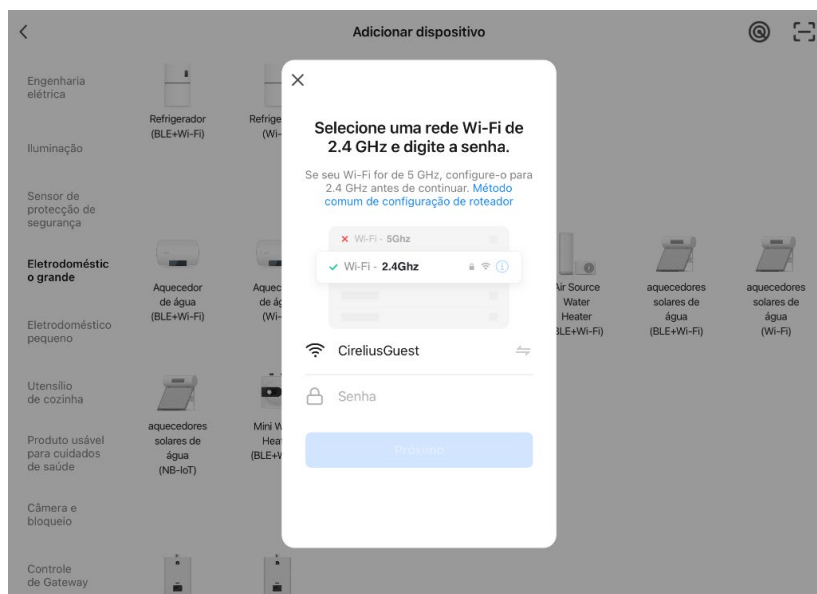 Adicionar dispositivo
Engenharia
elétrica
Iluminação
Sensor de
protecção de
segurança
Eletrodoméstic
o grande
Eletrodoméstico
pequeno
Utensílio
de cozinha
Produto usável
para cuidados
de saúde
Câmera e
bloqueio
Controle
de Gateway
Refrigerador
(BLE+Wi-Fi)
Refrige
(Wi-
Aquecedor
de água
(BLE+Wi-Fi)
Aquec
de ág
(Wi-
Air Source
Water
Heater
BLE+Wi-Fi)
aquecedores
solares de
água
(BLE+Wi-Fi)
aquecedores
solares de
água
(Wi-Fi)
aquecedores
solares de
água
(NB-IoT)
Mini W
Hea
(BLE+W
Selecione uma rede Wi-Fi de
2.4 GHz e digite a senha.
Se seu Wi-Fi for de 5 GHz, configure-o para
2.4 GHz antes de continuar. Método
comum de configuração de roteador
Wi-Fi - 5Ghz
Wi-Fi - 2.4Ghz
CireliusGuest
Senha
Próximo